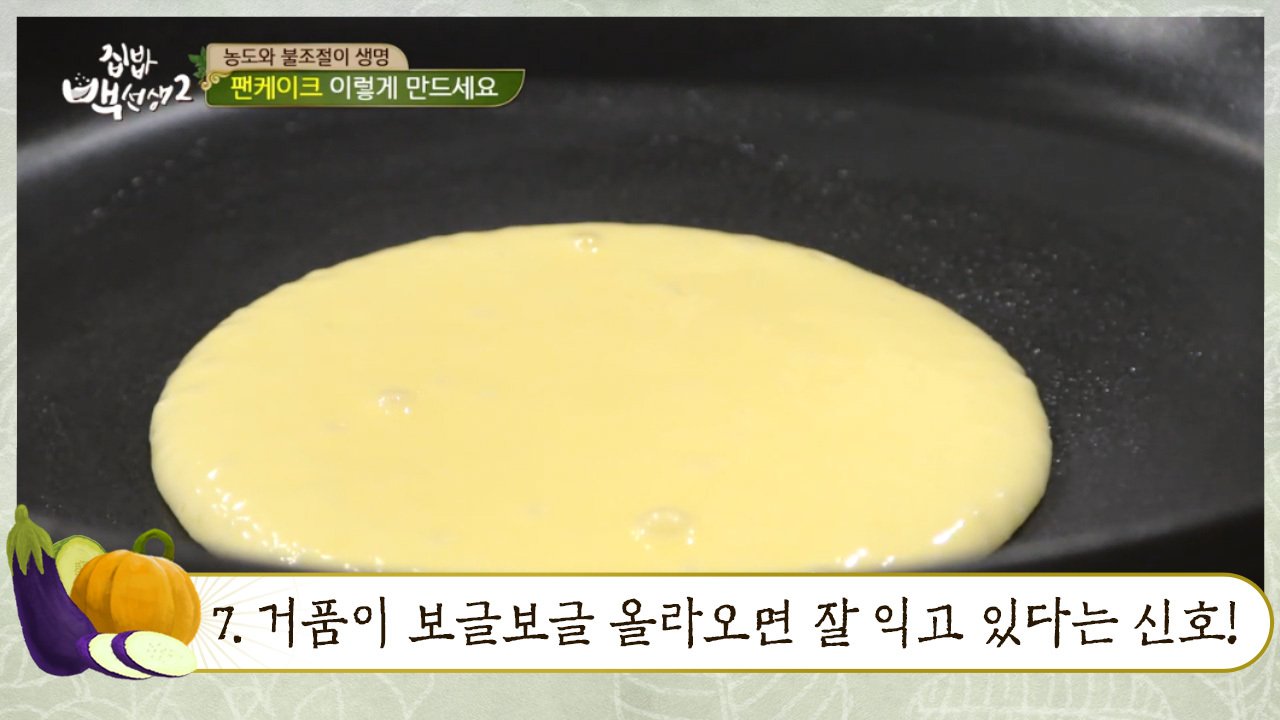 집밥
백선생2
농도와 불조절이 생명
팬케이크 이렇게 만드세요
7. 거품이 보글보글 올라오면 잘 익고 있다는 신호!